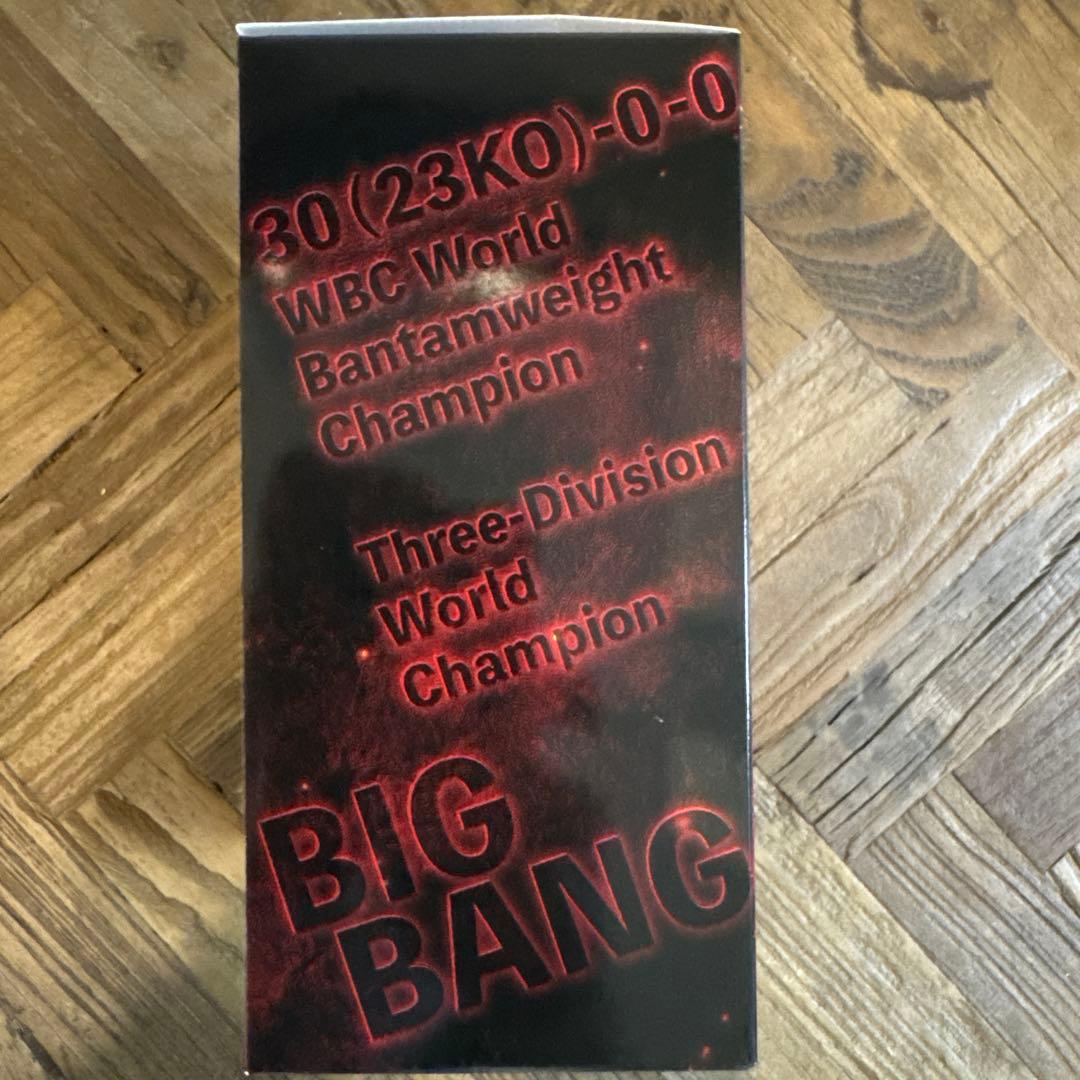 30(23KO)-0-0
WBC World
Bantamweight
Champion
Three-Division
World
Champion
BIG
BANG